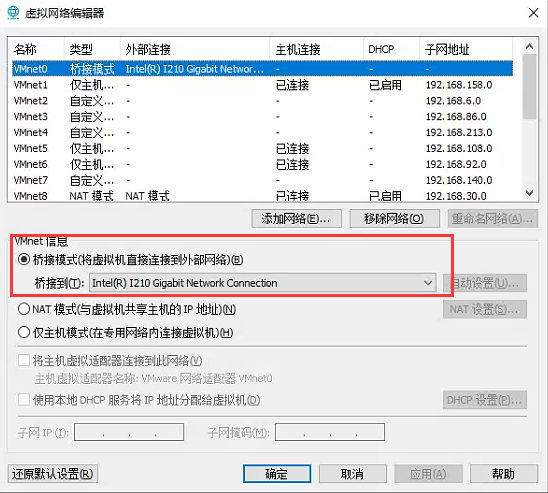 虚拟网络编辑器
名称 类型 外部连接 主机连接 DHCP 子网地址
VMnet0 桥接模式 Intel(R) I210 Gigabit Networ... - - -
VMnet1 仅主机... - 已连接 已启用 192.168.158.0
VMnet2 自定义... - - - 192.168.6.0
VMnet3 自定义... - - - 192.168.86.0
VMnet4 自定义... - - - 192.168.213.0
VMnet5 仅主机... - 已连接 - 192.168.108.0
VMnet6 仅主机... - 已连接 - 192.168.92.0
VMnet7 自定义... - - - 192.168.140.0
VMnet8 NAT 模式 NAT 模式 已连接 已启用 192.168.30.0
添加网络(E)... 移除网络(O) 重命名网络(A)...
VMnet 信息
桥接模式(将虚拟机直接连接到外部网络)(B)
桥接到(T): Intel(R) I210 Gigabit Network Connection 自动设置(U)...
NAT 模式(与虚拟机共享主机的 IP 地址)(N) NAT 设置(S)...
仅主机模式(在专用网络内连接虚拟机)(H)
将主机虚拟适配器连接到此网络(V)
主机虚拟适配器名称: VMware 网络适配器 VMnet0
使用本地 DHCP 服务将 IP 地址分配给虚拟机(D) DHCP 设置(P)...
子网 IP (I): . . . 子网掩码(M): . . .
还原默认设置(R) 确定 取消 应用(A) 帮助